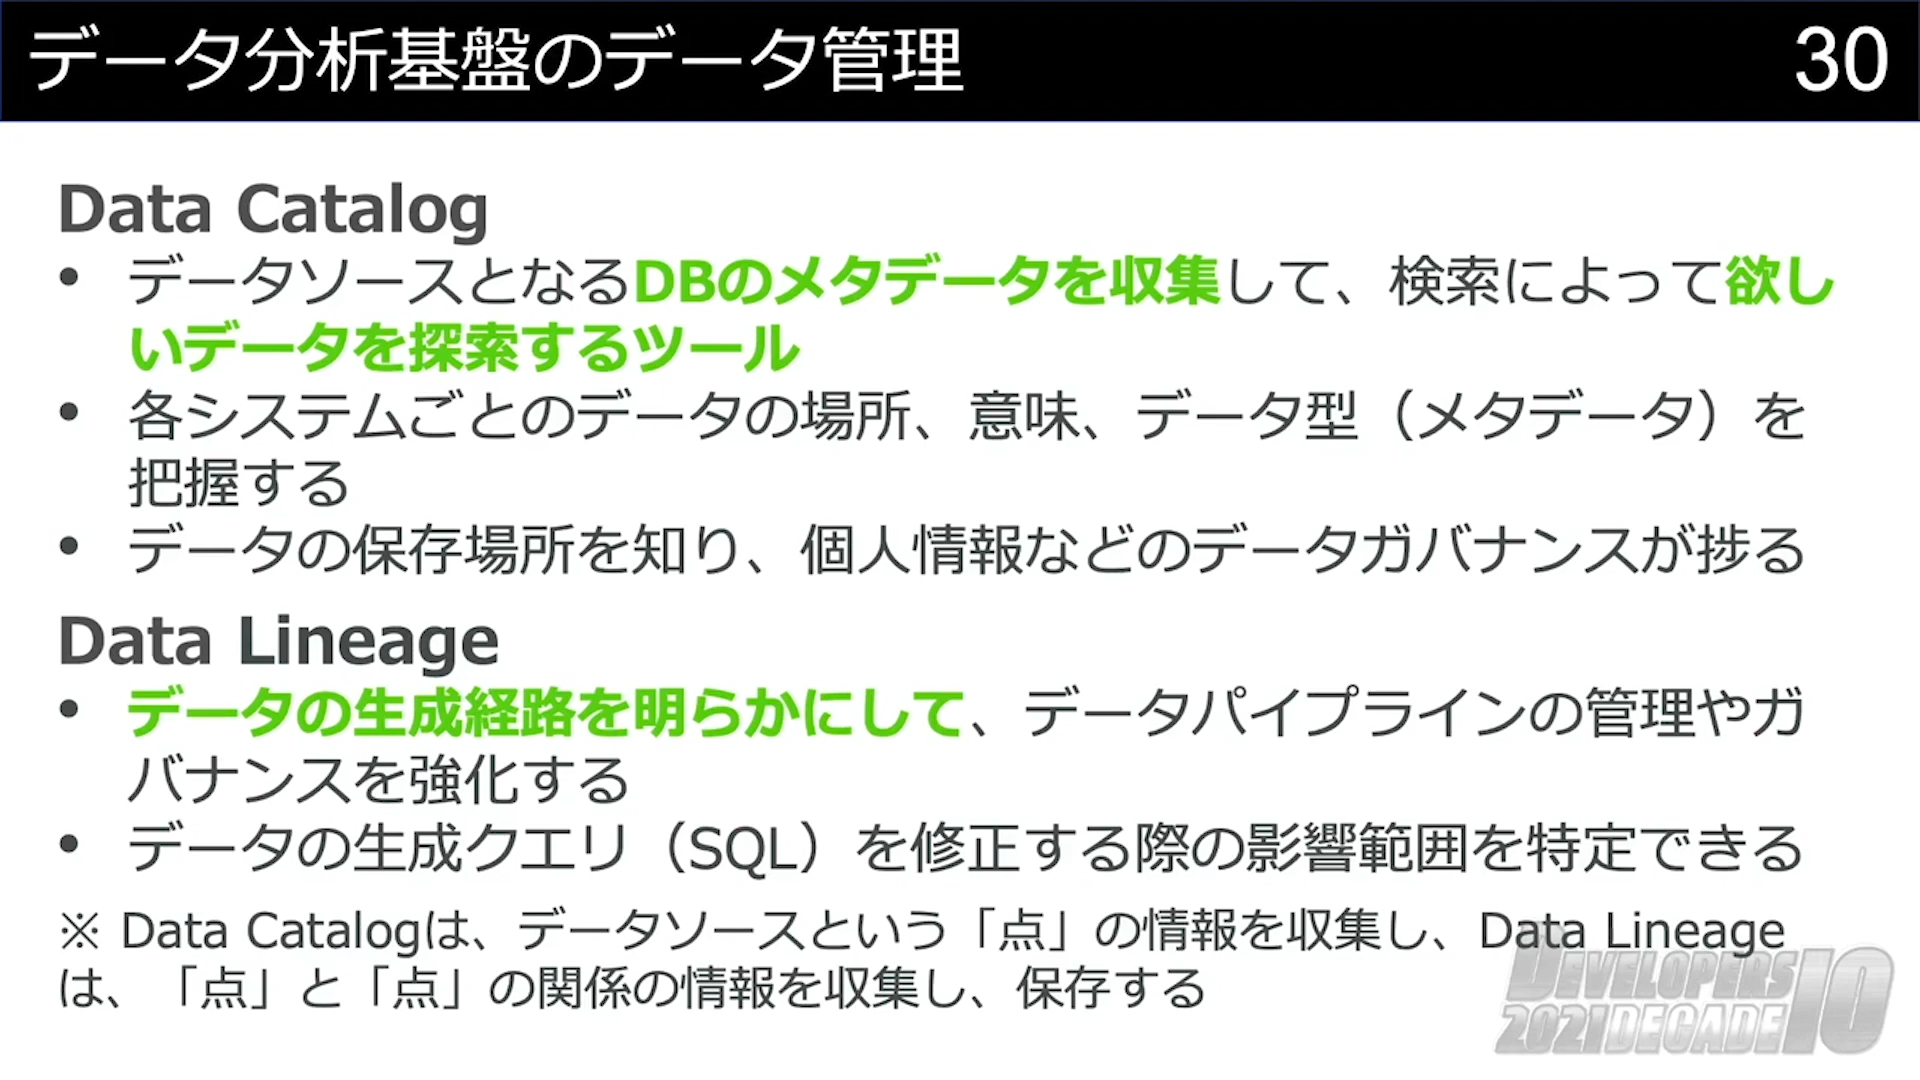 データ分析基盤のデータ管理
30
Data Catalog
• データソースとなるDBのメタデータを収集して、検索によって欲し
いデータを探索するツール
• 各システムごとのデータの場所、意味、データ型（メタデータ）を
把握する
• データの保存場所を知り、個人情報などのデータガバナンスが捗る
Data Lineage
• データの生成経路を明らかにして、データパイプラインの管理やガ
バナンスを強化する
• データの生成クエリ（SQL）を修正する際の影響範囲を特定できる
※ Data Catalogは、データソースという「点」の情報を収集し、Data Lineage
は、「点」と「点」の関係の情報を収集し、保存する
DEVELOPERS
2021 DECADE 10